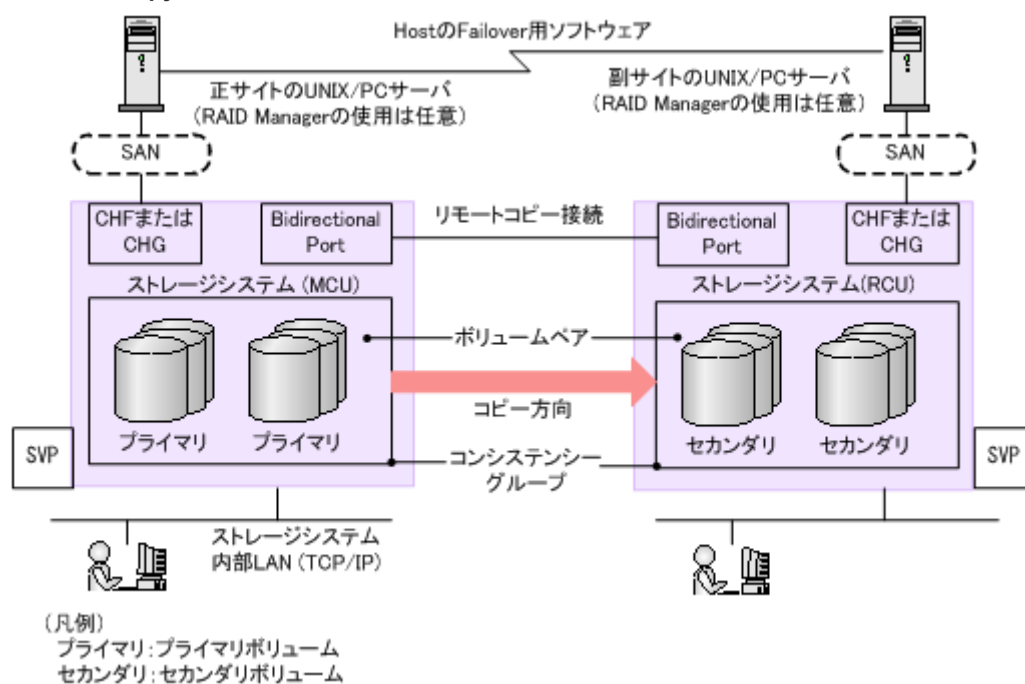 HostのFailover用ソフトウェア
正サイトのUNIX/PCサーバ
(RAID Managerの使用は任意)
副サイトのUNIX/PCサーバ
(RAID Managerの使用は任意)
SAN
SAN
CHFまたは
CHG
Bidirectional
Port
リモートコピー接続
Bidirectional
Port
CHFまたは
CHG
ストレージシステム (MCU)
ストレージシステム(RCU)
ボリュームペア
コピー方向
プライマリ
プライマリ
セカンダリ
セカンダリ
SVP
コンシステンシー
グループ
SVP
ストレージシステム
内部LAN (TCP/IP)
(凡例)
プライマリ:プライマリボリューム
セカンダリ:セカンダリボリューム